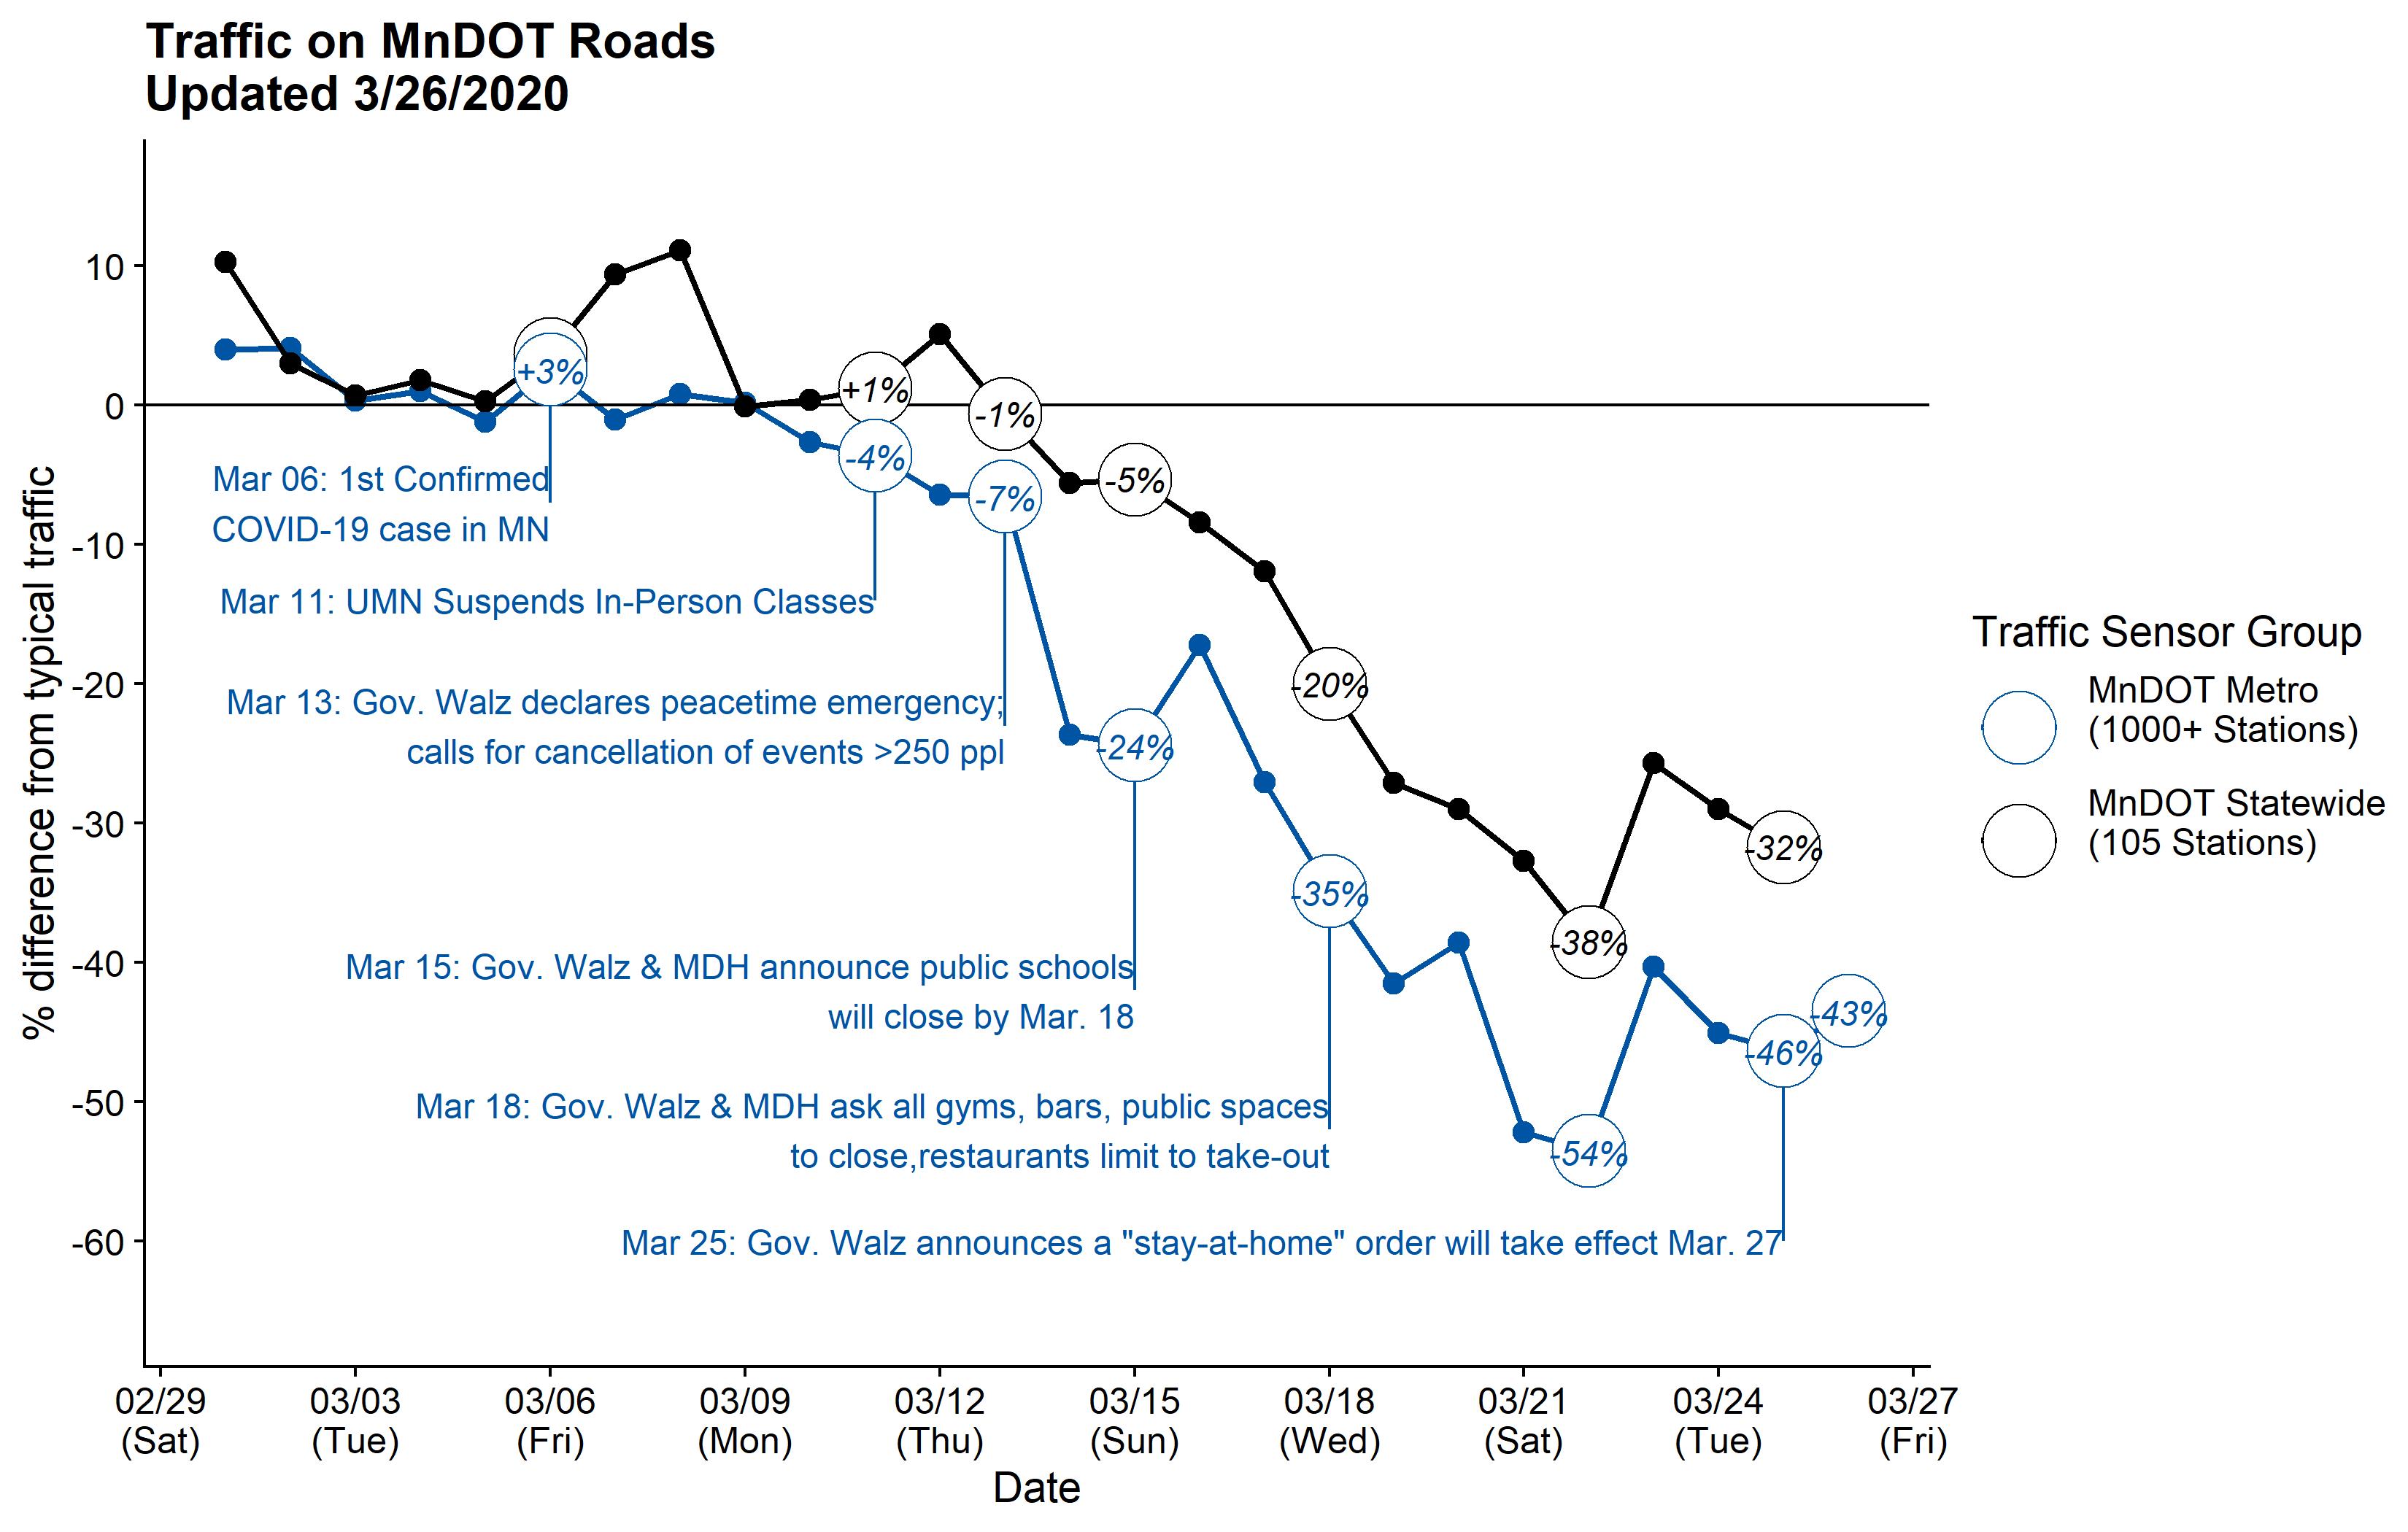 Traffic on MnDOT Roads
Updated 3/26/2020
% difference from typical traffic
10
0
-10
-20
-30
-40
-50
-60
+3%
+1%
-4%
-1%
-7%
-5%
-24%
-20%
-35%
-38%
-54%
-32%
-46%
-43%
Mar 06: 1st Confirmed
COVID-19 case in MN
Mar 11: UMN Suspends In-Person Classes
Mar 13: Gov. Walz declares peacetime emergency;
calls for cancellation of events >250 ppl
Mar 15: Gov. Walz & MDH announce public schools
will close by Mar. 18
Mar 18: Gov. Walz & MDH ask all gyms, bars, public spaces
to close,restaurants limit to take-out
Mar 25: Gov. Walz announces a "stay-at-home" order will take effect Mar. 27
Traffic Sensor Group
MnDOT Metro
(1000+ Stations)
MnDOT Statewide
(105 Stations)
02/29 03/03 03/06 03/09 03/12 03/15 03/18 03/21 03/24 03/27
(Sat) (Tue) (Fri) (Mon) (Thu) (Sun) (Wed) (Sat) (Tue) (Fri)
Date